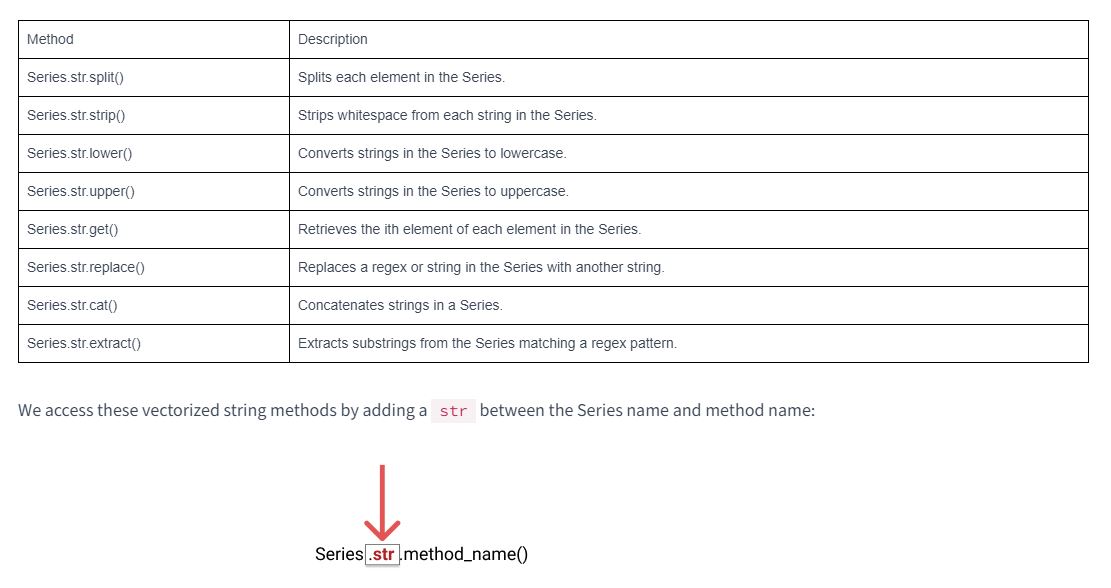 Method Description
Series.str.split() Splits each element in the Series.
Series.str.strip() Strips whitespace from each string in the Series.
Series.str.lower() Converts strings in the Series to lowercase.
Series.str.upper() Converts strings in the Series to uppercase.
Series.str.get() Retrieves the ith element of each element in the Series.
Series.str.replace() Replaces a regex or string in the Series with another string.
Series.str.cat() Concatenates strings in a Series.
Series.str.extract() Extracts substrings from the Series matching a regex pattern.
We access these vectorized string methods by adding a str between the Series name and method name:
Series.str.method_name()